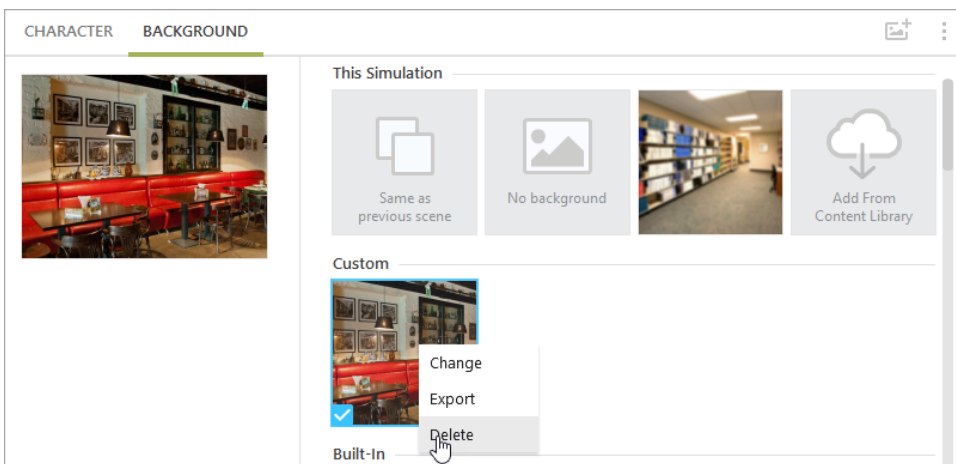 CHARACTER
BACKGROUND
This Simulation
Same as
previous scene
No background
Add From
Content Library
Custom
Change
Export
Delete
Built-In